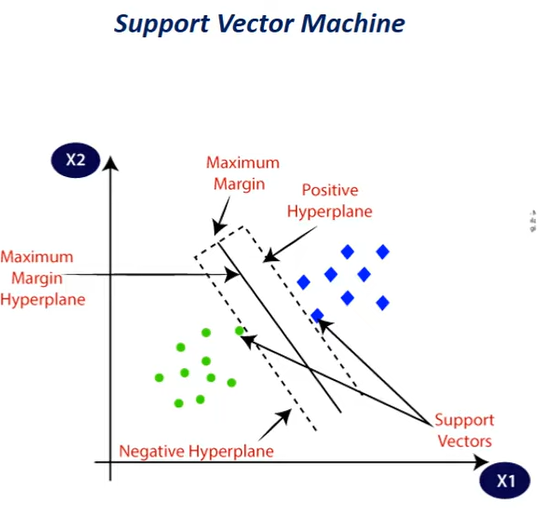 Support Vector Machine
X2
Maximum
Margin
Positive
Hyperplane
Maximum
Margin
Hyperplane
Support
Vectors
Negative Hyperplane
X1